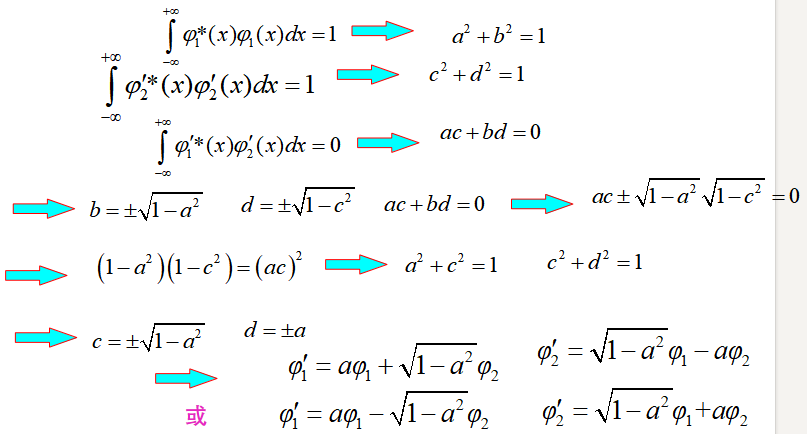 ∫_{-∞}^{+∞} φ₁*(x)φ₁(x)dx = 1 a² + b² = 1
∫_{-∞}^{+∞} φ₂′*(x)φ₂′(x)dx = 1 c² + d² = 1
∫_{-∞}^{+∞} φ₁′*(x)φ₂′(x)dx = 0 ac + bd = 0
b = ±√(1−a²) d = ±√(1−c²) ac + bd = 0 ac ± √(1−a²)√(1−c²) = 0
(1−a²)(1−c²) = (ac)² a² + c² = 1 c² + d² = 1
c = ±√(1−a²) d = ±a
φ₁′ = aφ₁ + √(1−a²)φ₂ φ₂′ = √(1−a²)φ₁ − aφ₂
或 φ₁′ = aφ₁ − √(1−a²)φ₂ φ₂′ = √(1−a²)φ₁+aφ₂